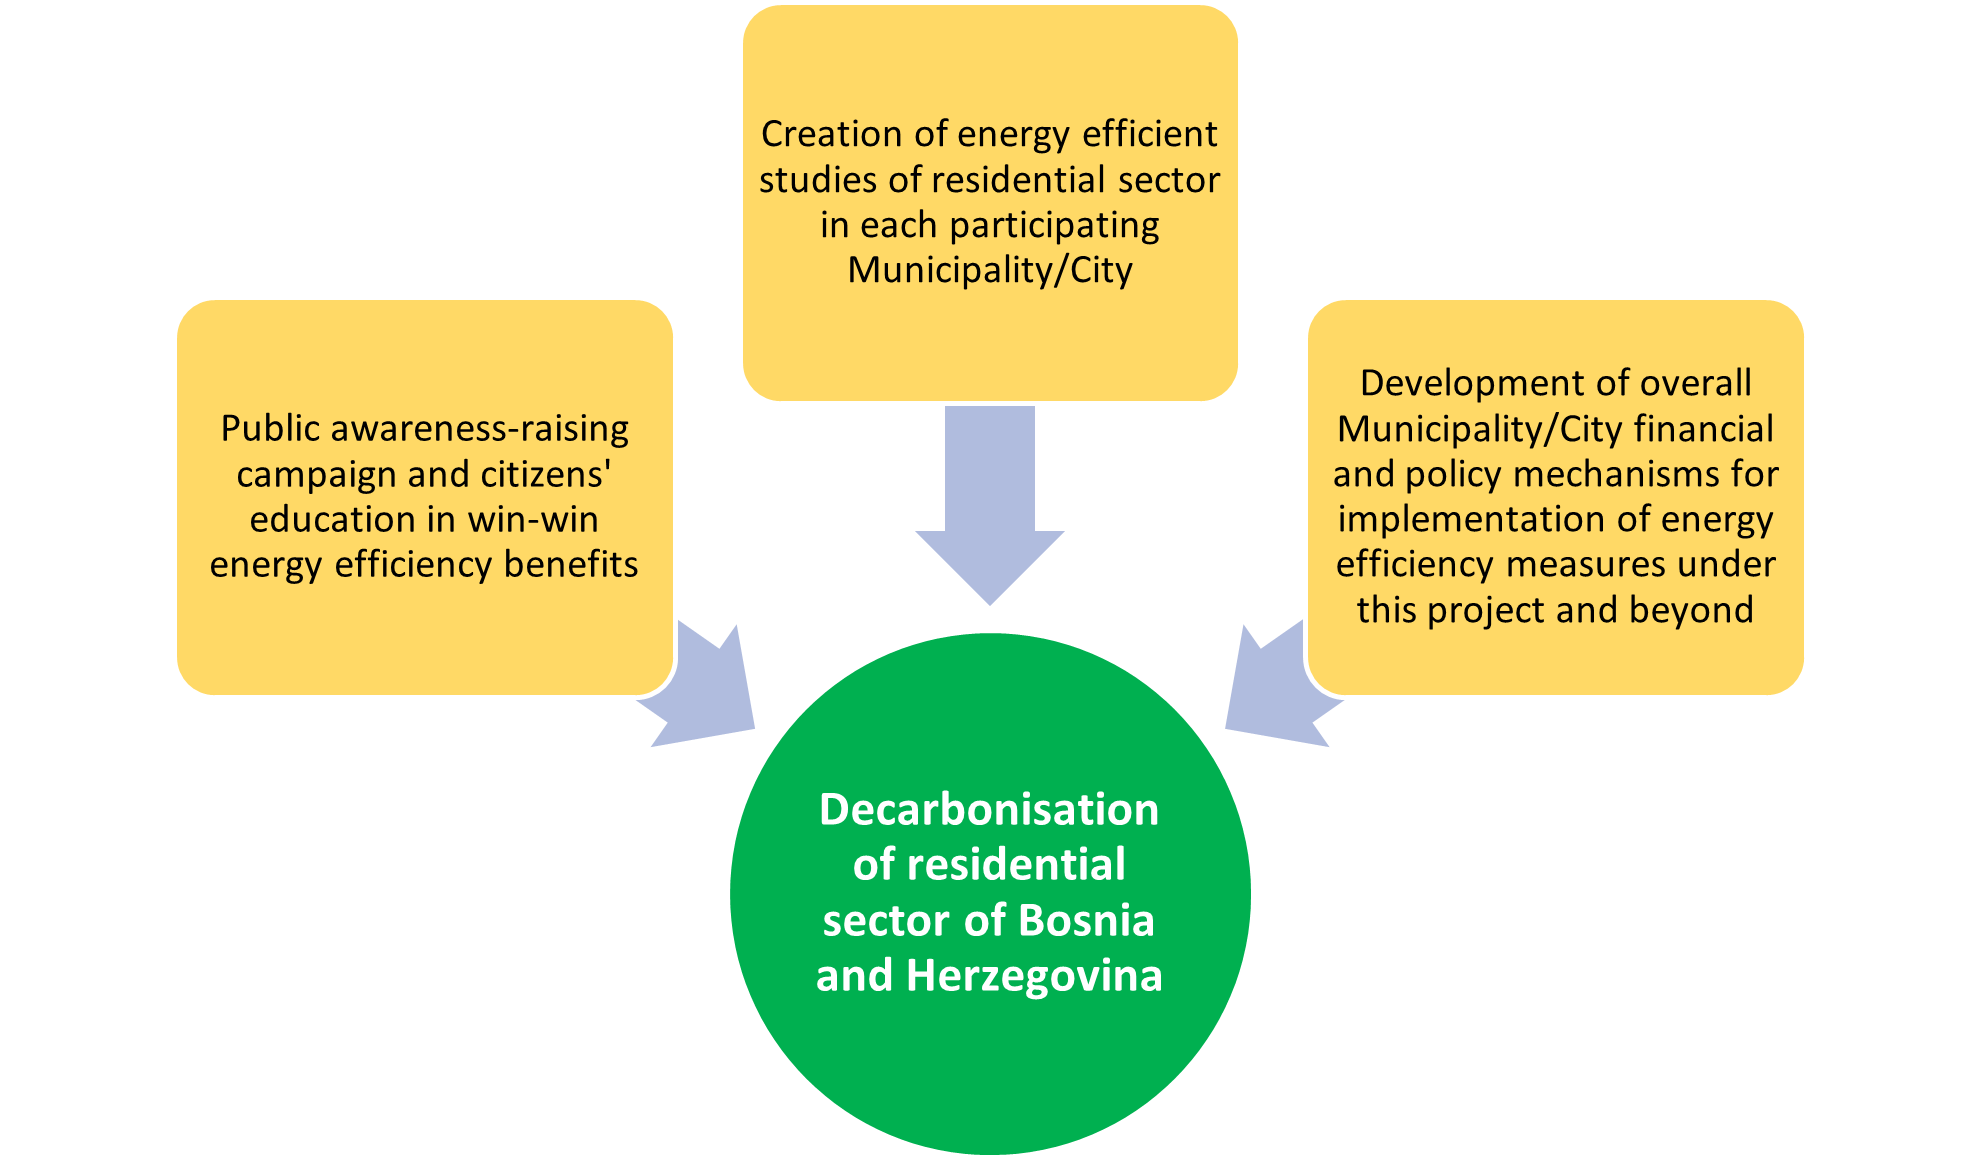 Creation of energy efficient
studies of residential sector
in each participating
Municipality/City
Public awareness-raising
campaign and citizens'
education in win-win
energy efficiency benefits
Development of overall
Municipality/City financial
and policy mechanisms for
implementation of energy
efficiency measures under
this project and beyond
Decarbonisation
of residential
sector of Bosnia
and Herzegovina